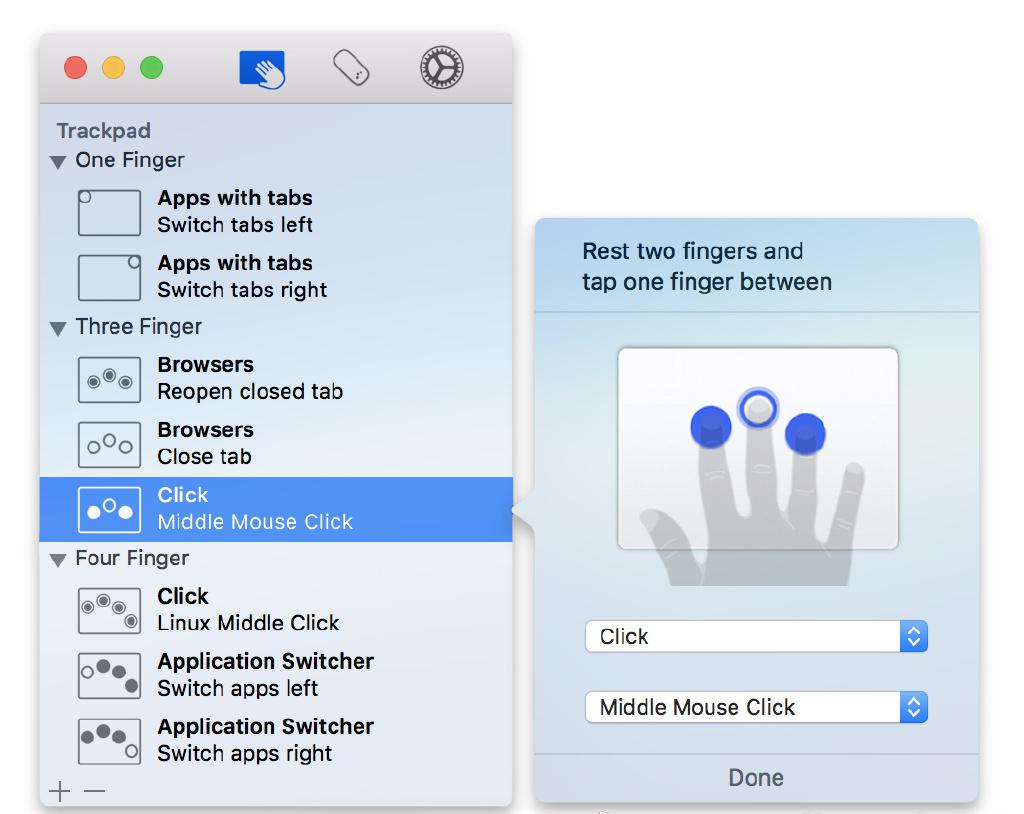 Trackpad
One Finger
Apps with tabs
Switch tabs left
Apps with tabs
Switch tabs right
Three Finger
Browsers
Reopen closed tab
Browsers
Close tab
Click
Middle Mouse Click
Four Finger
Click
Linux Middle Click
Application Switcher
Switch apps left
Application Switcher
Switch apps right
Rest two fingers and
tap one finger between
Click
Middle Mouse Click
Done